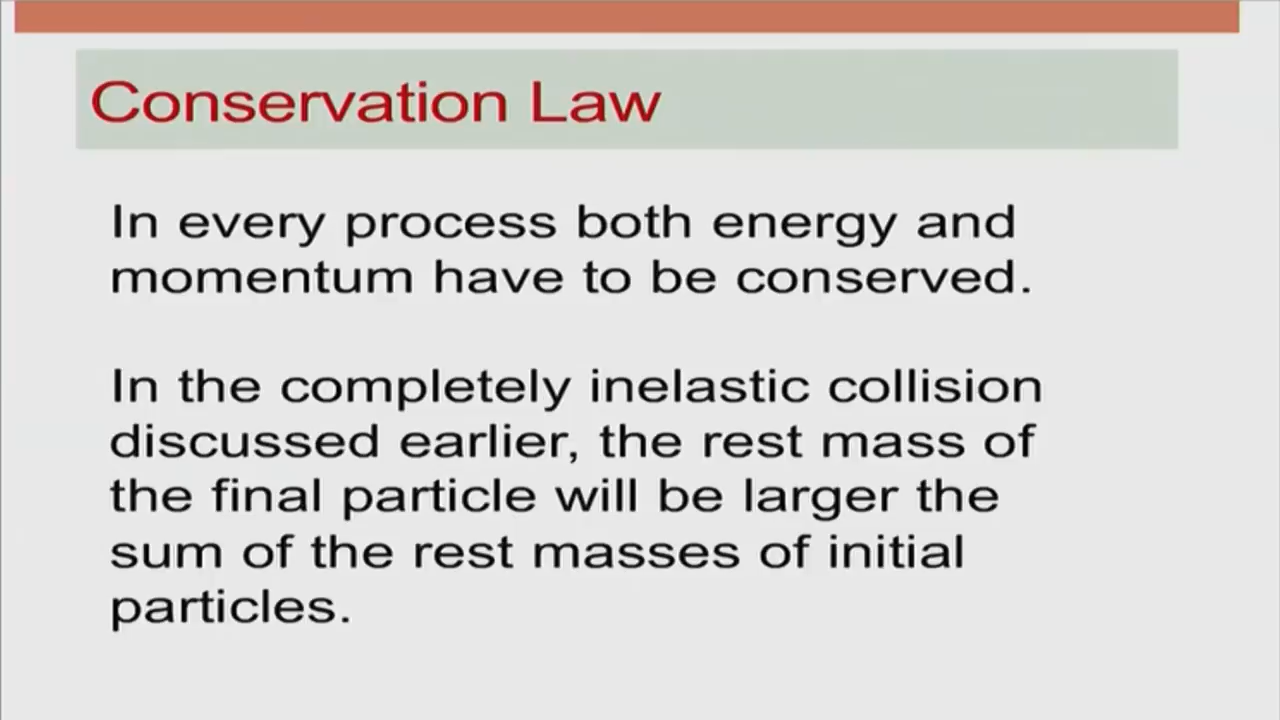 Conservation Law
In every process both energy and
momentum have to be conserved.
In the completely inelastic collision
discussed earlier, the rest mass of
the final particle will be larger the
sum of the rest masses of initial
particles.